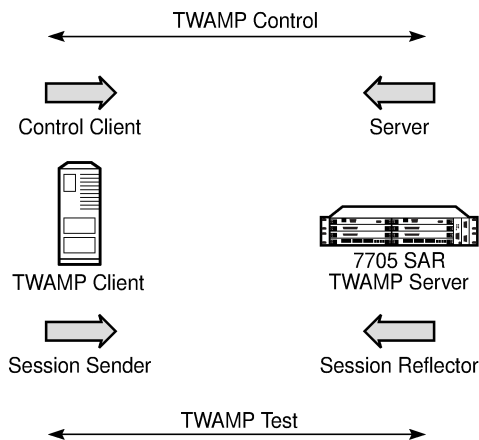 TWAMP Control
Control Client
Server
TWAMP Client
7705 SAR
TWAMP Server
Session Sender
Session Reflector
TWAMP Test